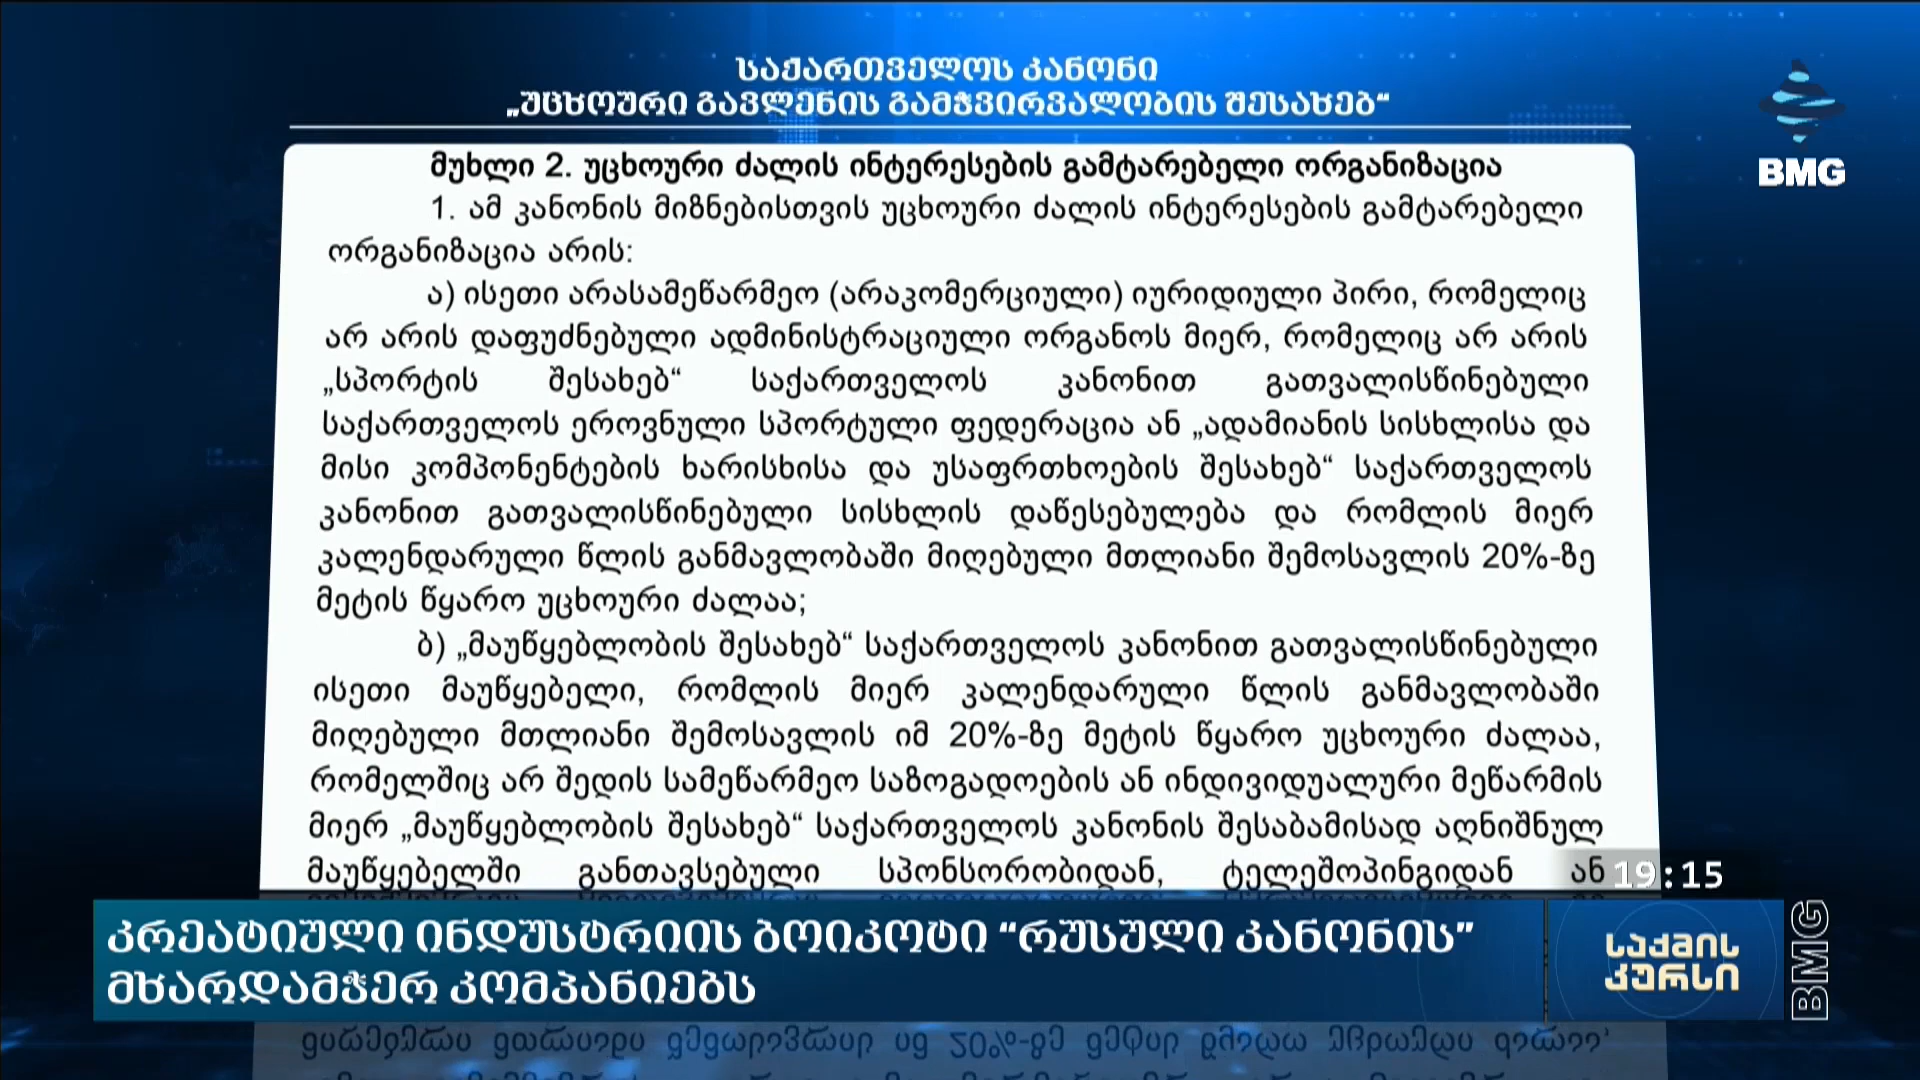 საქართველოს კანონი
„უცხოური გავლენის გამჭვირვალობის შესახებ“
BMG
მუხლი 2. უცხოური ძალის ინტერესების გამტარებელი ორგანიზაცია
1. ამ კანონის მიზნებისთვის უცხოური ძალის ინტერესების გამტარებელი
ორგანიზაცია არის:
ა) ისეთი არასამეწარმეო (არაკომერციული) იურიდიული პირი, რომელიც
არ არის დაფუძნებული ადმინისტრაციული ორგანოს მიერ, რომელიც არ არის
„სპორტის შესახებ“ საქართველოს კანონით გათვალისწინებული
საქართველოს ეროვნული სპორტული ფედერაცია ან „ადამიანის სისხლისა და
მისი კომპონენტების ხარისხისა და უსაფრთხოების შესახებ“ საქართველოს
კანონით გათვალისწინებული სისხლის დაწესებულება და რომლის მიერ
კალენდარული წლის განმავლობაში მიღებული მთლიანი შემოსავლის 20%-ზე
მეტის წყარო უცხოური ძალაა;
ბ) „მაუწყებლობის შესახებ“ საქართველოს კანონით გათვალისწინებული
ისეთი მაუწყებელი, რომლის მიერ კალენდარული წლის განმავლობაში
მიღებული მთლიანი შემოსავლის იმ 20%-ზე მეტის წყარო უცხოური ძალაა,
რომელშიც არ შედის სამეწარმეო საზოგადოების ან ინდივიდუალური მეწარმის
მიერ „მაუწყებლობის შესახებ“ საქართველოს კანონის შესაბამისად აღნიშნულ
მაუწყებელში განთავსებული სპონსორობიდან, ტელეშოპინგიდან ან
19:15
კრეატიული ინდუსტრიის ბოიკოტი “რუსული კანონის”
მხარდამჭერ კომპანიებს
საქმის
კურსი
BMG